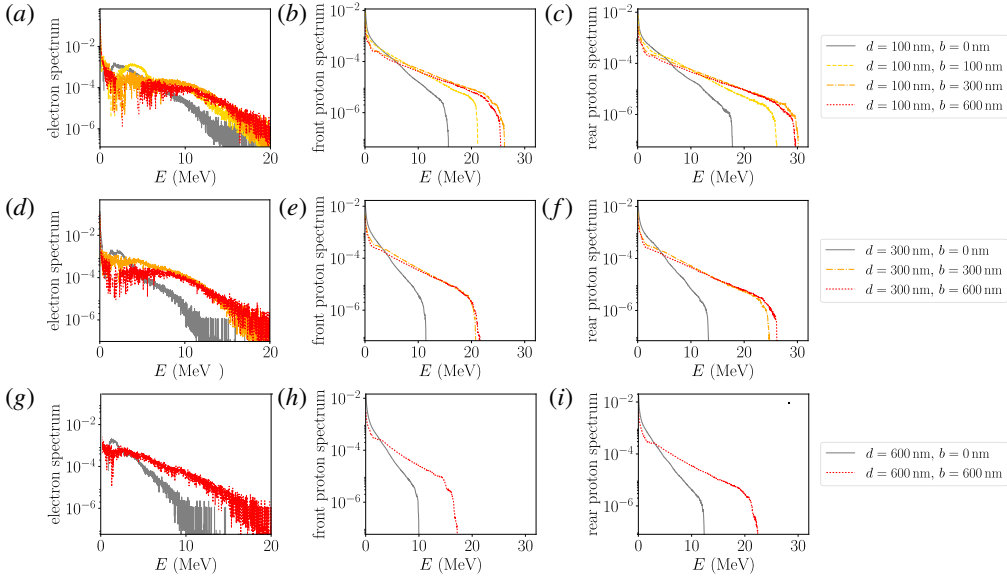 (a)
electron spectrum
10⁻²
10⁻⁴
10⁻⁶
0 10 20
E (MeV)
(b)
front proton spectrum
10⁻²
10⁻⁴
10⁻⁶
0 10 20 30
E (MeV)
(c)
rear proton spectrum
10⁻²
10⁻⁴
10⁻⁶
0 10 20 30
E (MeV)
d = 100 nm, b = 0 nm
d = 100 nm, b = 100 nm
d = 100 nm, b = 300 nm
d = 100 nm, b = 600 nm
(d)
electron spectrum
10⁻²
10⁻⁴
10⁻⁶
0 10 20
E (MeV )
(e)
front proton spectrum
10⁻²
10⁻⁴
10⁻⁶
0 10 20 30
E (MeV)
(f)
rear proton spectrum
10⁻²
10⁻⁴
10⁻⁶
0 10 20 30
E (MeV)
d = 300 nm, b = 0 nm
d = 300 nm, b = 300 nm
d = 300 nm, b = 600 nm
(g)
electron spectrum
10⁻²
10⁻⁴
10⁻⁶
0 10 20
E (MeV)
(h)
front proton spectrum
10⁻²
10⁻⁴
10⁻⁶
0 10 20 30
E (MeV)
(i)
rear proton spectrum
10⁻²
10⁻⁴
10⁻⁶
0 10 20 30
E (MeV)
d = 600 nm, b = 0 nm
d = 600 nm, b = 600 nm